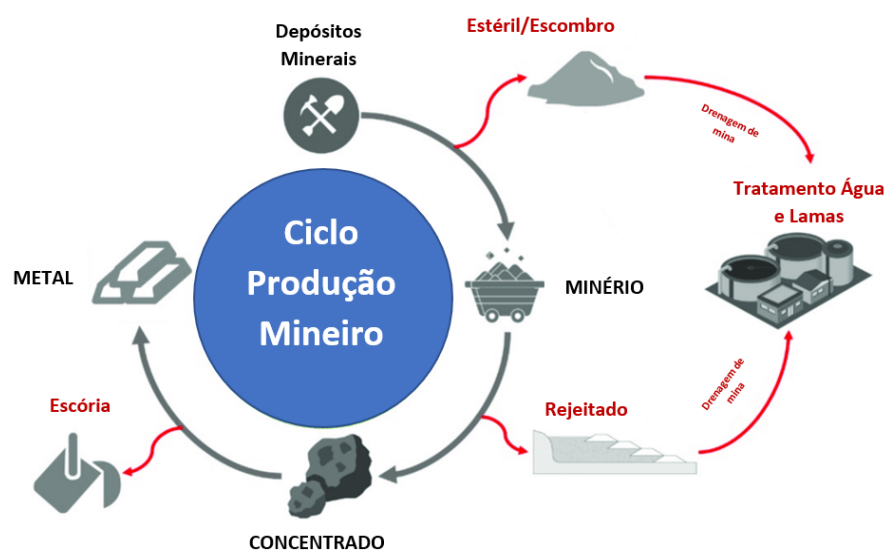 Depósitos
Minerais
Estéril/Escombro
Drenagem de
mina
Tratamento Água
e Lamas
Ciclo
Produção
Mineiro
METAL
MINÉRIO
Drenagem de
mina
Escória
Rejeitado
CONCENTRADO